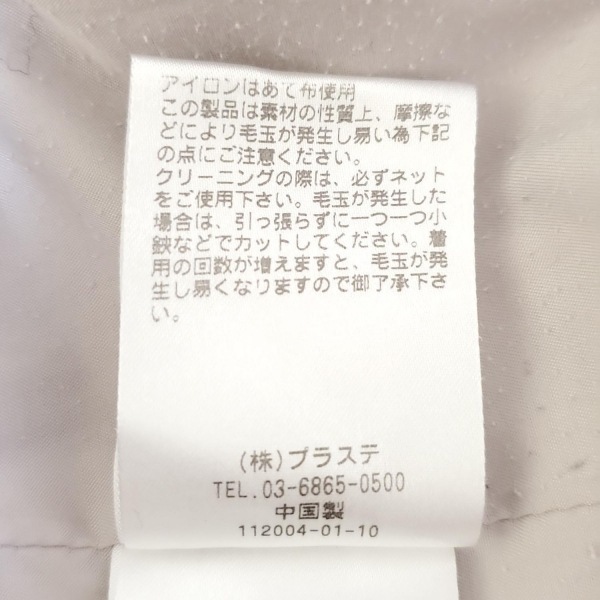 アイロンはあて布使用
この製品は素材の性質上、摩擦な
どにより毛玉が発生し易い為下記
の点にご注意ください。
クリーニングの際は、必ずネット
をご使用下さい。毛玉が発生した
場合は、引っ張らずに一つ一つ小
鋏などでカットしてください。着
用の回数が増えますと、毛玉が発
生し易くなりますので御了承下さ
い。
(株)プラステ
TEL.03-6865-0500
中国製
112004-01-10